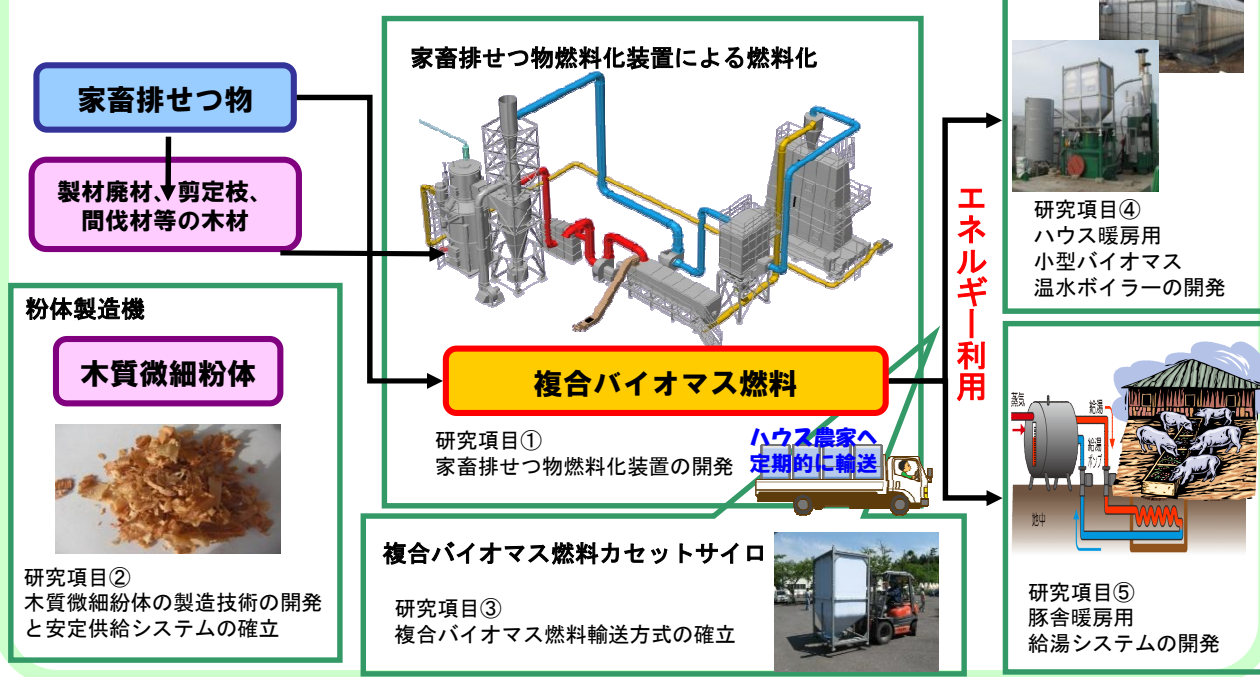 家畜排せつ物
製材廃材、剪定枝、
間伐材等の木材
粉体製造機
木質微細粉体
研究項目②
木質微細紛体の製造技術の開発
と安定供給システムの確立
家畜排せつ物燃料化装置による燃料化
複合バイオマス燃料
研究項目①
家畜排せつ物燃料化装置の開発
ハウス農家へ
定期的に輸送
複合バイオマス燃料カセットサイロ
研究項目③
複合バイオマス燃料輸送方式の確立
エネルギー利用
研究項目④
ハウス暖房用
小型バイオマス
温水ボイラーの開発
蒸気
給湯
給湯
ポンプ
地中
研究項目⑤
豚舎暖房用
給湯システムの開発